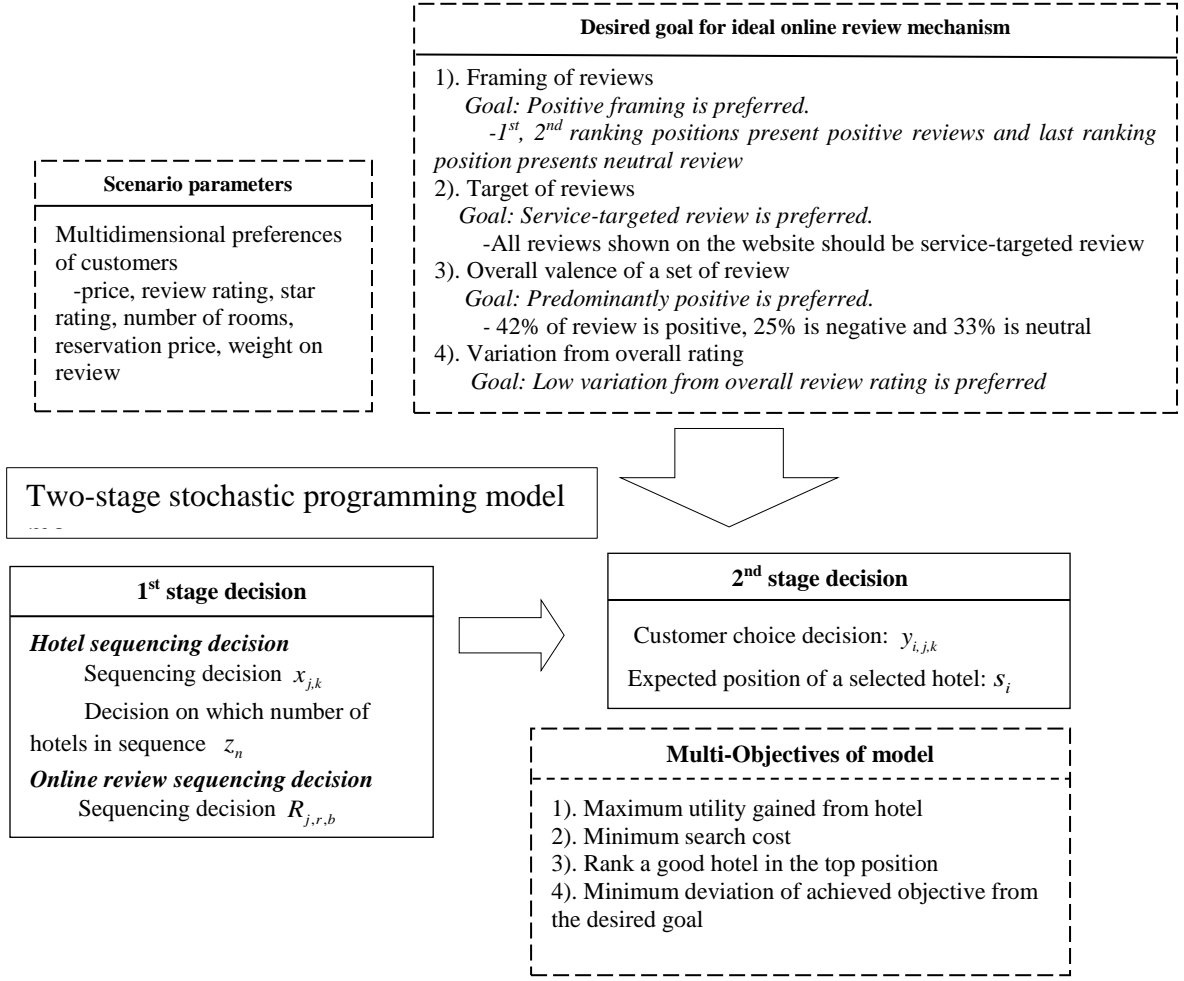 Desired goal for ideal online review mechanism
1). Framing of reviews
Goal: Positive framing is preferred.
-1st, 2nd ranking positions present positive reviews and last ranking
position presents neutral review
2). Target of reviews
Goal: Service-targeted review is preferred.
-All reviews shown on the website should be service-targeted review
3). Overall valence of a set of review
Goal: Predominantly positive is preferred.
- 42% of review is positive, 25% is negative and 33% is neutral
4). Variation from overall rating
Goal: Low variation from overall review rating is preferred
Scenario parameters
Multidimensional preferences
of customers
-price, review rating, star
rating, number of rooms,
reservation price, weight on
review
Two-stage stochastic programming model
1st stage decision
Hotel sequencing decision
Sequencing decision x_{j,k}
Decision on which number of
hotels in sequence z_n
Online review sequencing decision
Sequencing decision R_{j,r,b}
2nd stage decision
Customer choice decision: y_{i,j,k}
Expected position of a selected hotel: s_i
Multi-Objectives of model
1). Maximum utility gained from hotel
2). Minimum search cost
3). Rank a good hotel in the top position
4). Minimum deviation of achieved objective from
the desired goal